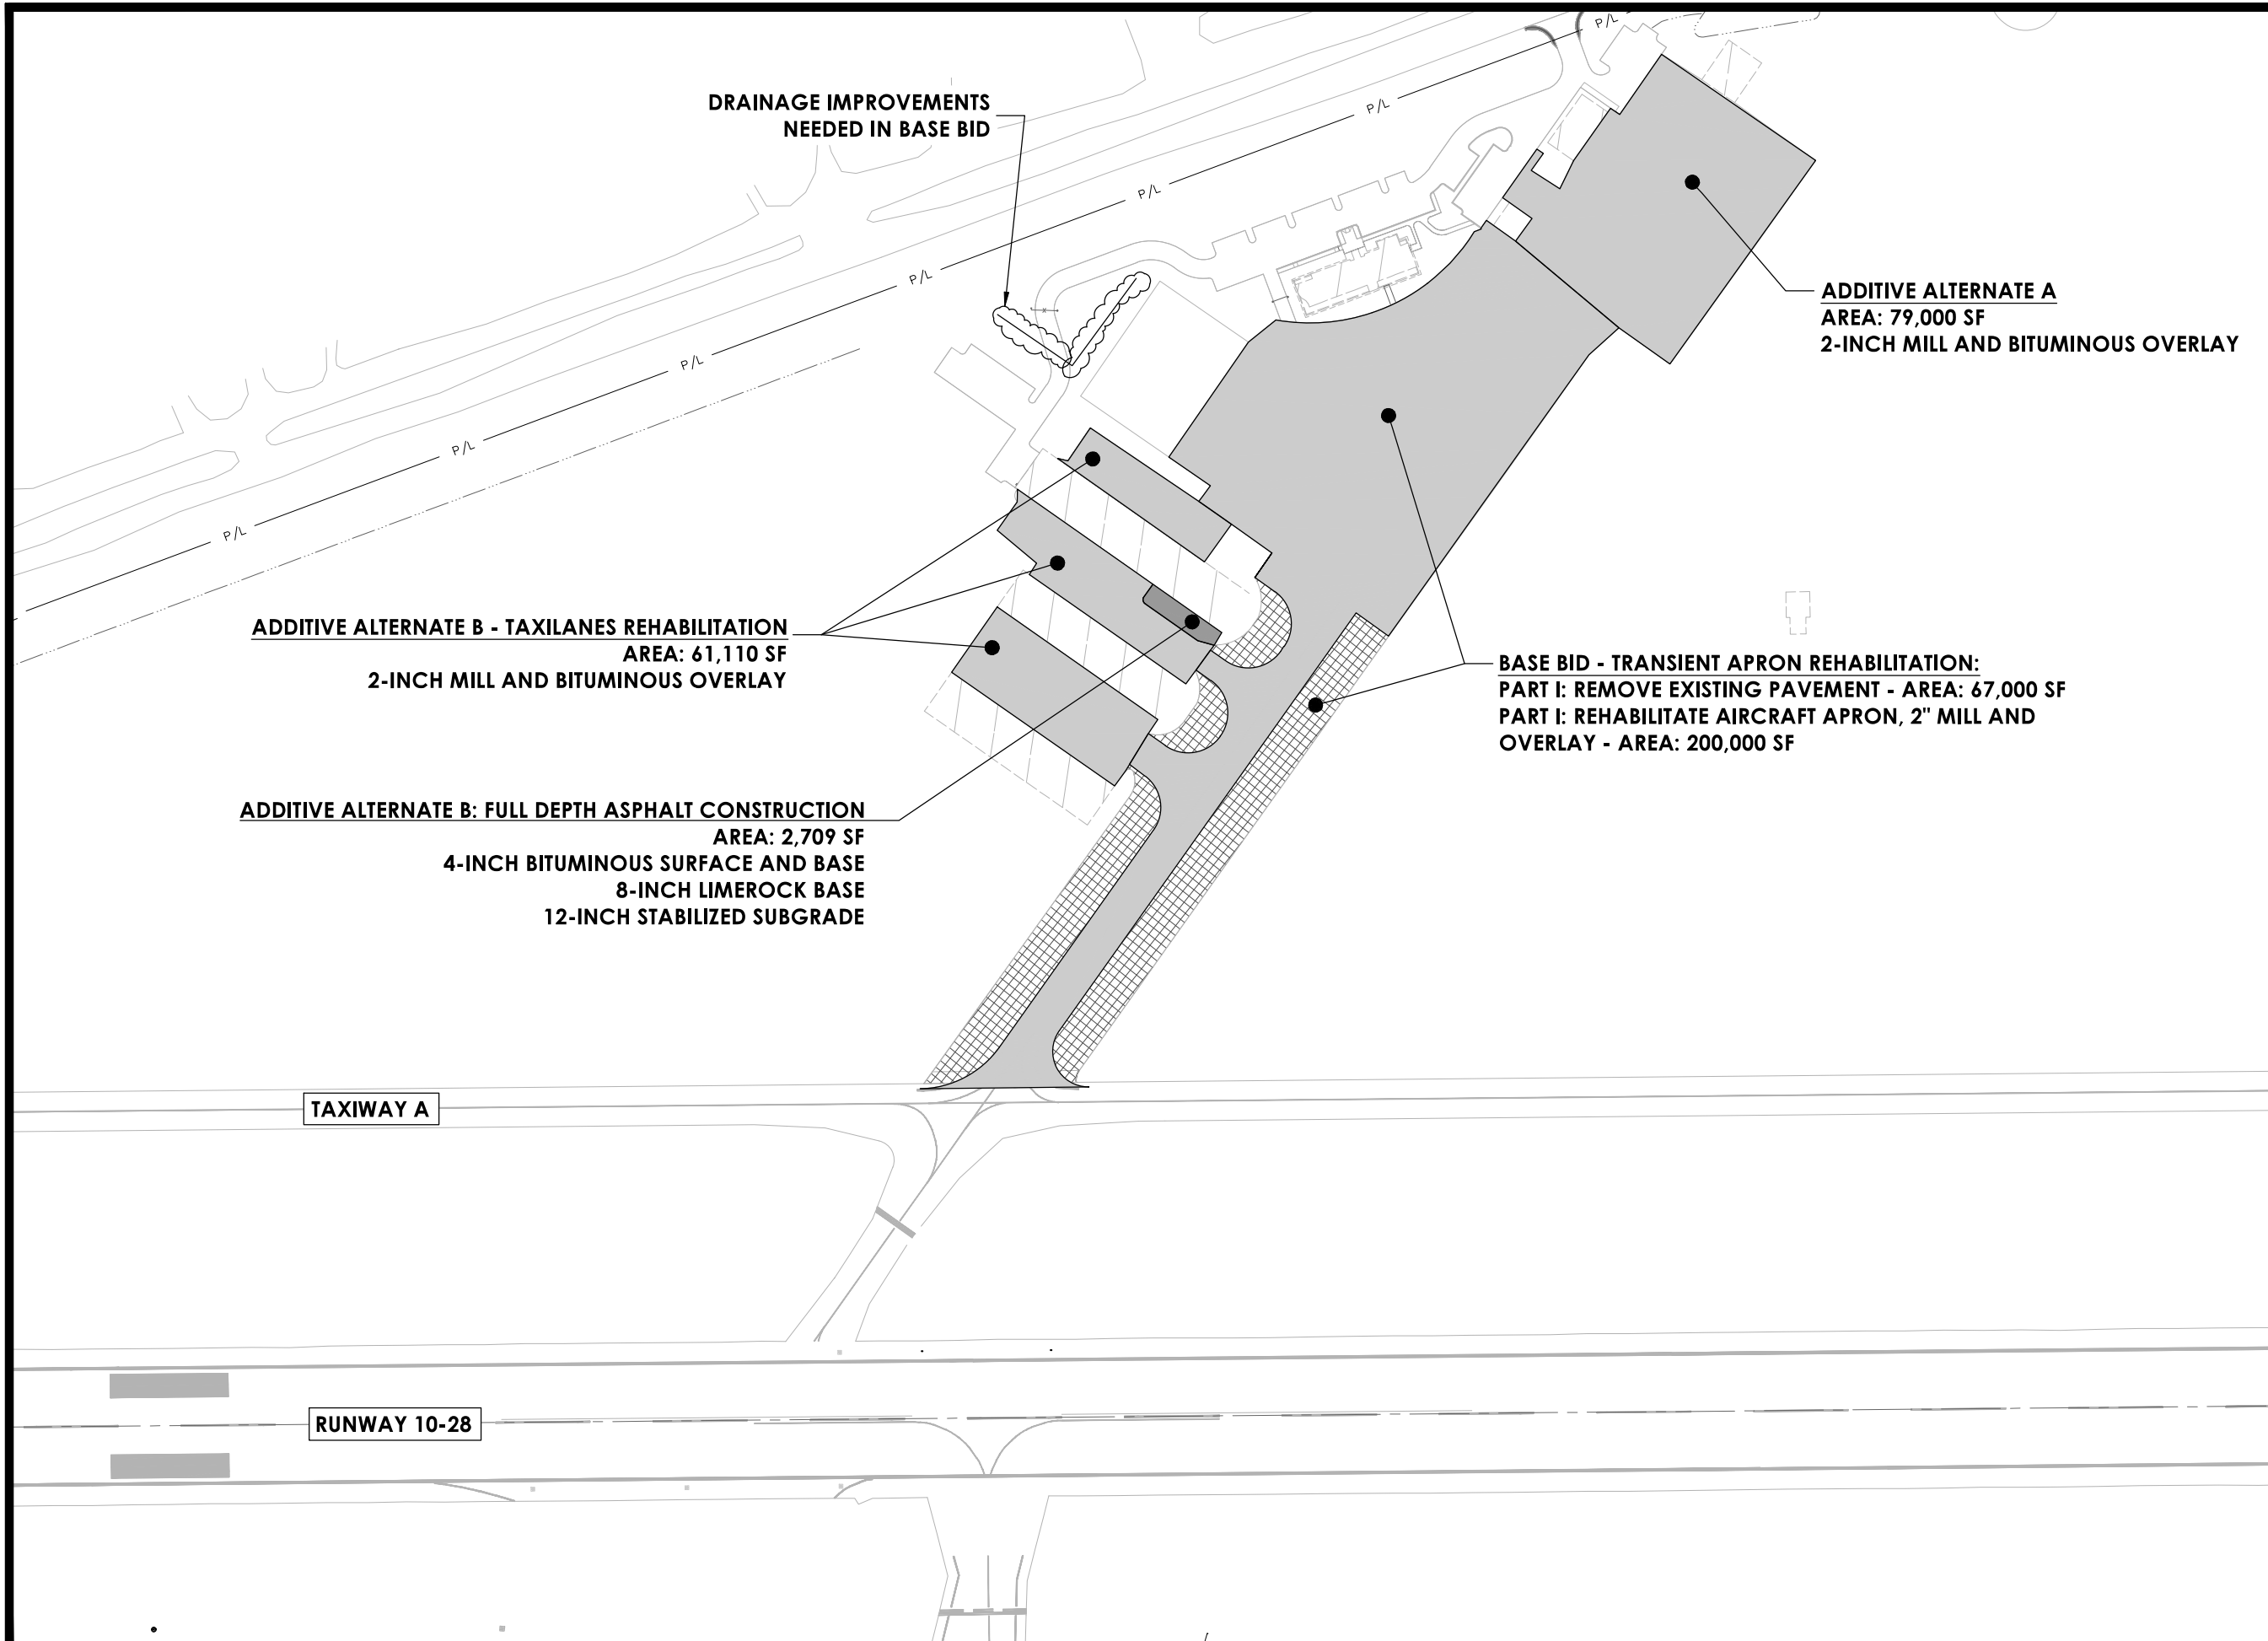 P/L
DRAINAGE IMPROVEMENTS
NEEDED IN BASE BID
P/L
P/L
P/L
ADDITIVE ALTERNATE A
AREA: 79,000 SF
2-INCH MILL AND BITUMINOUS OVERLAY
P/L
P/L
P/L
ADDITIVE ALTERNATE B - TAXILANES REHABILITATION
AREA: 61,110 SF
2-INCH MILL AND BITUMINOUS OVERLAY
BASE BID - TRANSIENT APRON REHABILITATION:
PART I: REMOVE EXISTING PAVEMENT - AREA: 67,000 SF
PART I: REHABILITATE AIRCRAFT APRON, 2" MILL AND
OVERLAY - AREA: 200,000 SF
ADDITIVE ALTERNATE B: FULL DEPTH ASPHALT CONSTRUCTION
AREA: 2,709 SF
4-INCH BITUMINOUS SURFACE AND BASE
8-INCH LIMEROCK BASE
12-INCH STABILIZED SUBGRADE
TAXIWAY A
RUNWAY 10-28